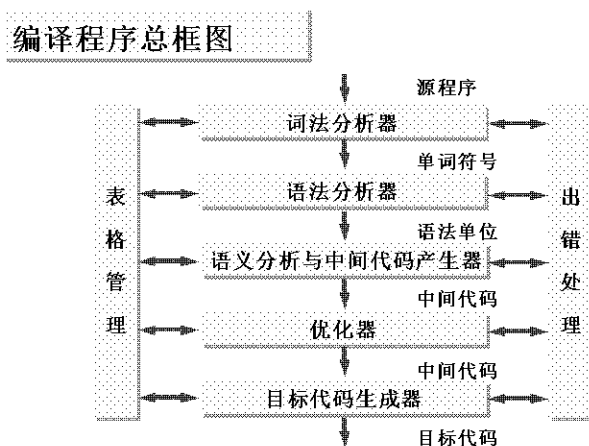 编译程序总框图
源程序
词法分析器
单词符号
语法分析器
语法单位
语义分析与中间代码产生器
中间代码
优化器
中间代码
目标代码生成器
目标代码
表格管理
出错处理